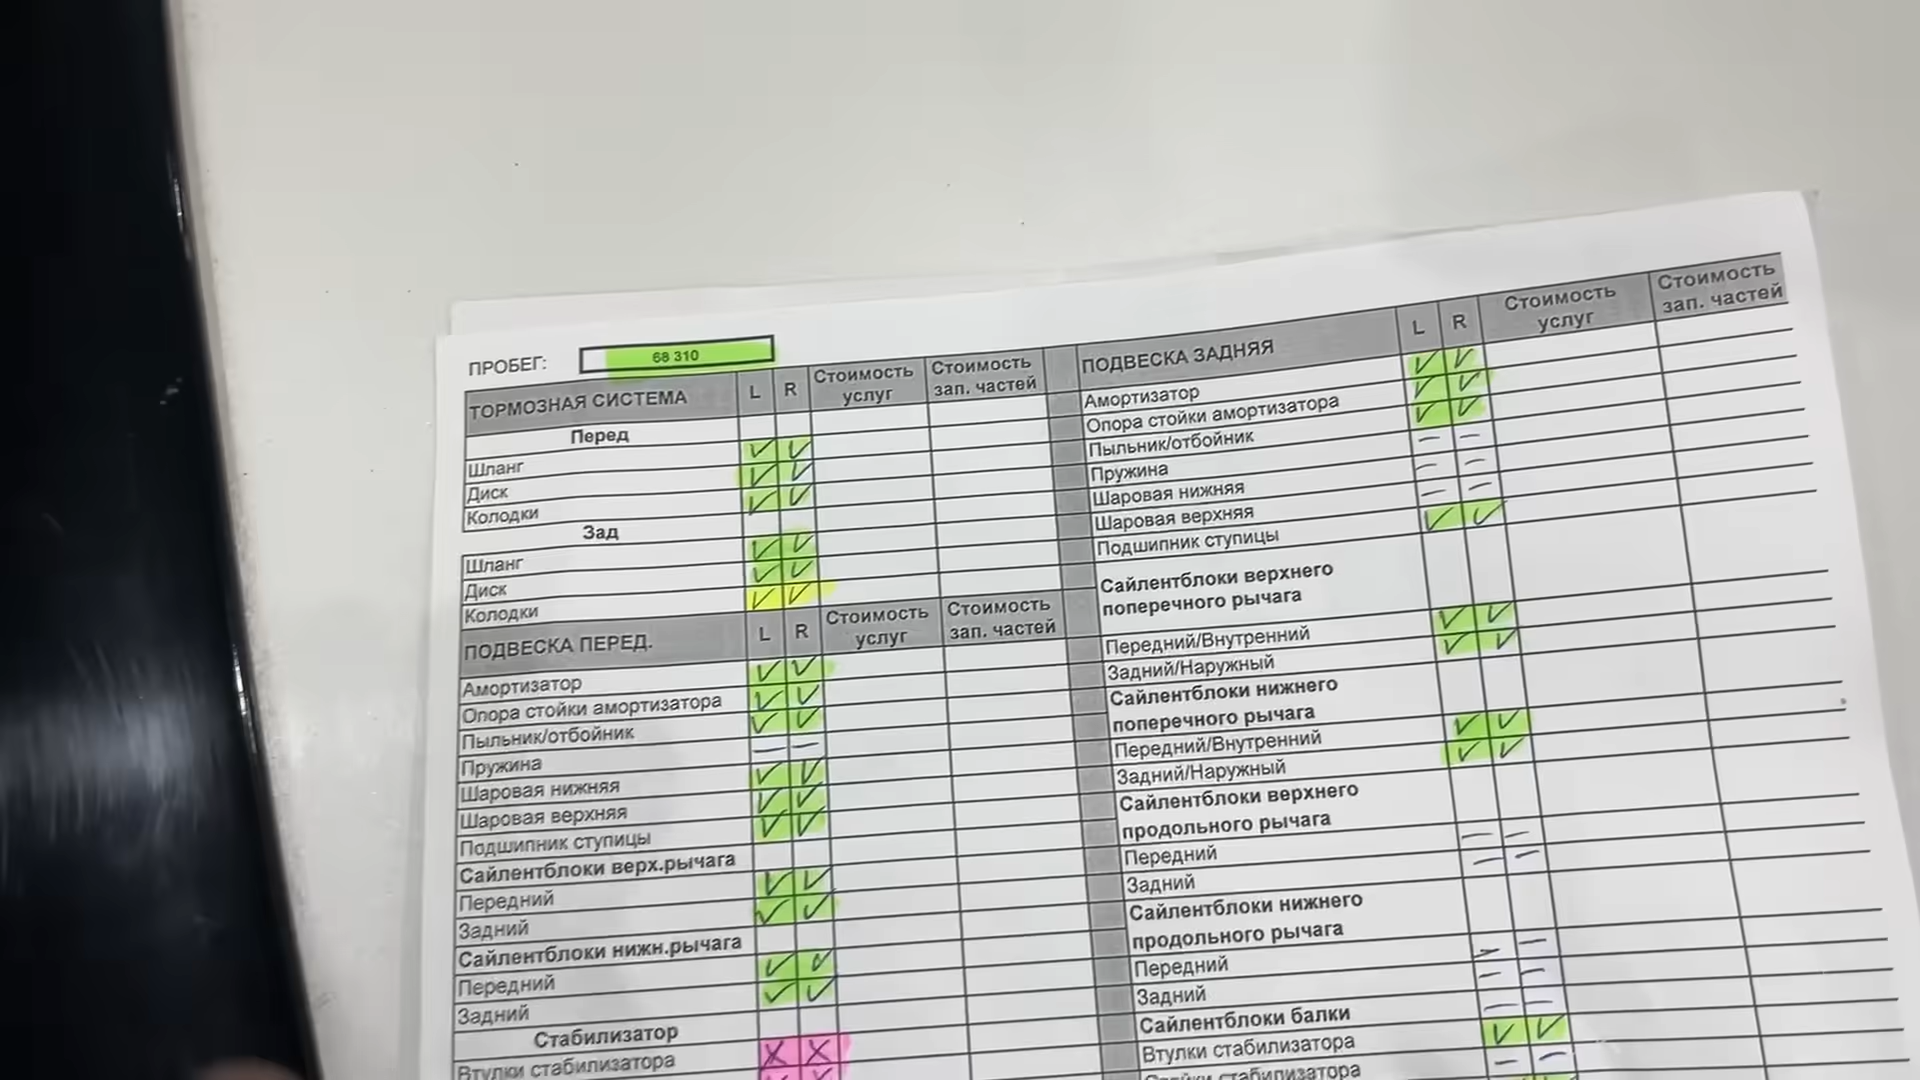 ПРОБЕГ: 68 310
ТОРМОЗНАЯ СИСТЕМА L R Стоимость услуг Стоимость зап. частей
Перед
Шланг
Диск
Колодки
Зад
Шланг
Диск
Колодки
ПОДВЕСКА ПЕРЕД. L R Стоимость услуг Стоимость зап. частей
Амортизатор
Опора стойки амортизатора
Пыльник/отбойник
Пружина
Шаровая нижняя
Шаровая верхняя
Подшипник ступицы
Сайлентблоки верх.рычага
Передний
Задний
Сайлентблоки нижн.рычага
Передний
Задний
Стабилизатор
Втулки стабилизатора
ПОДВЕСКА ЗАДНЯЯ L R Стоимость услуг Стоимость зап. частей
Амортизатор
Опора стойки амортизатора
Пыльник/отбойник
Пружина
Шаровая нижняя
Шаровая верхняя
Подшипник ступицы
Сайлентблоки верхнего
поперечного рычага
Передний/Внутренний
Задний/Наружный
Сайлентблоки нижнего
поперечного рычага
Передний/Внутренний
Задний/Наружный
Сайлентблоки верхнего
продольного рычага
Передний
Задний
Сайлентблоки нижнего
продольного рычага
Передний
Задний
Сайлентблоки балки
Втулки стабилизатора
Стойки стабилизатора